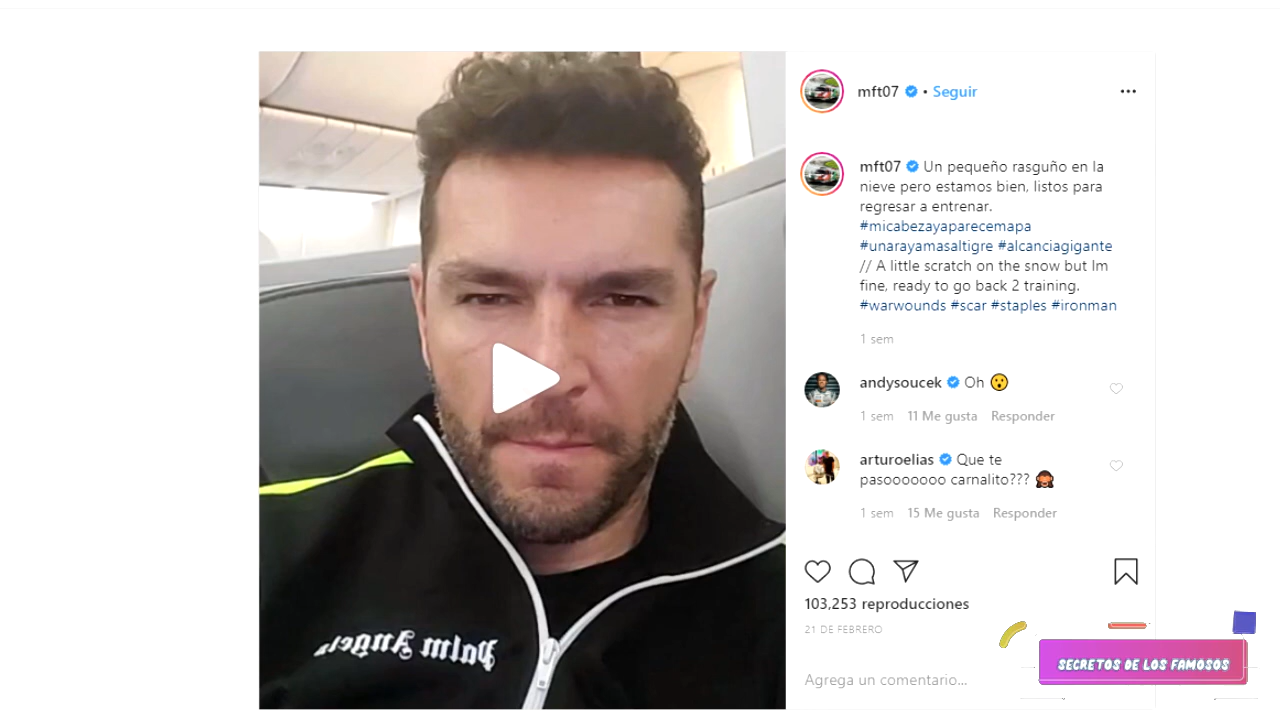 mft07 • Seguir
mft07 Un pequeño rasguño en la
nieve pero estamos bien, listos para
regresar a entrenar.
#micabezayaparecemapa
#unarayamasaltigre #alcanciagigante
// A little scratch on the snow but Im
fine, ready to go back 2 training.
#warwounds #scar #staples #ironman
1 sem
andysoucek Oh 😯
1 sem 11 Me gusta Responder
arturoelias Que te
pasooooooo carnalito??? 🙈
1 sem 15 Me gusta Responder
103,253 reproducciones
21 DE FEBRERO
Agrega un comentario...
Palm Angels
SECRETOS DE LOS FAMOSOS